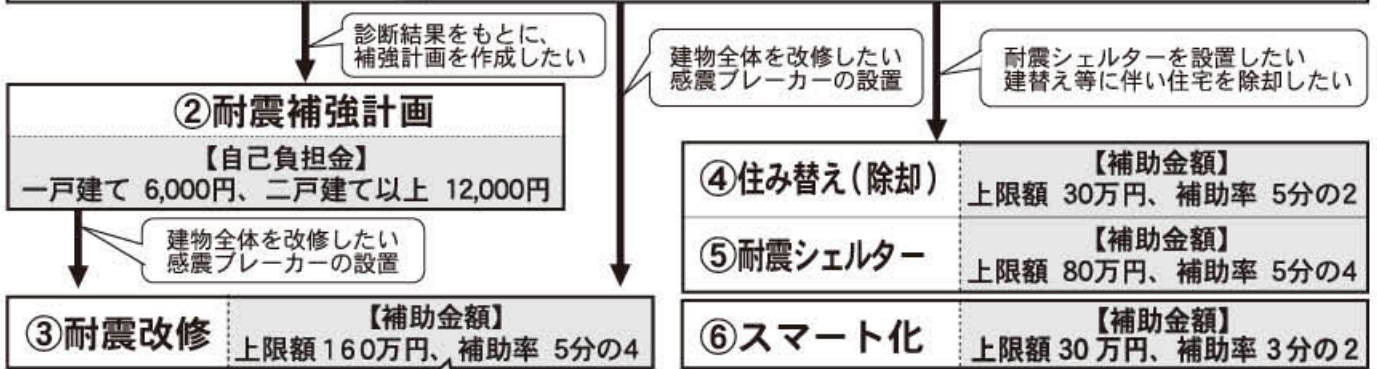 診断結果をもとに、
補強計画を作成したい
建物全体を改修したい
感震ブレーカーの設置
耐震シェルターを設置したい
建替え等に伴い住宅を除却したい
②耐震補強計画
【自己負担金】
一戸建て 6,000円、二戸建て以上 12,000円
建物全体を改修したい
感震ブレーカーの設置
③耐震改修
【補助金額】
上限額160万円、補助率 5分の4
④住み替え(除却)
【補助金額】
上限額 30万円、補助率 5分の2
⑤耐震シェルター
【補助金額】
上限額 80万円、補助率 5分の4
⑥スマート化
【補助金額】
上限額 30 万円、補助率 3分の2